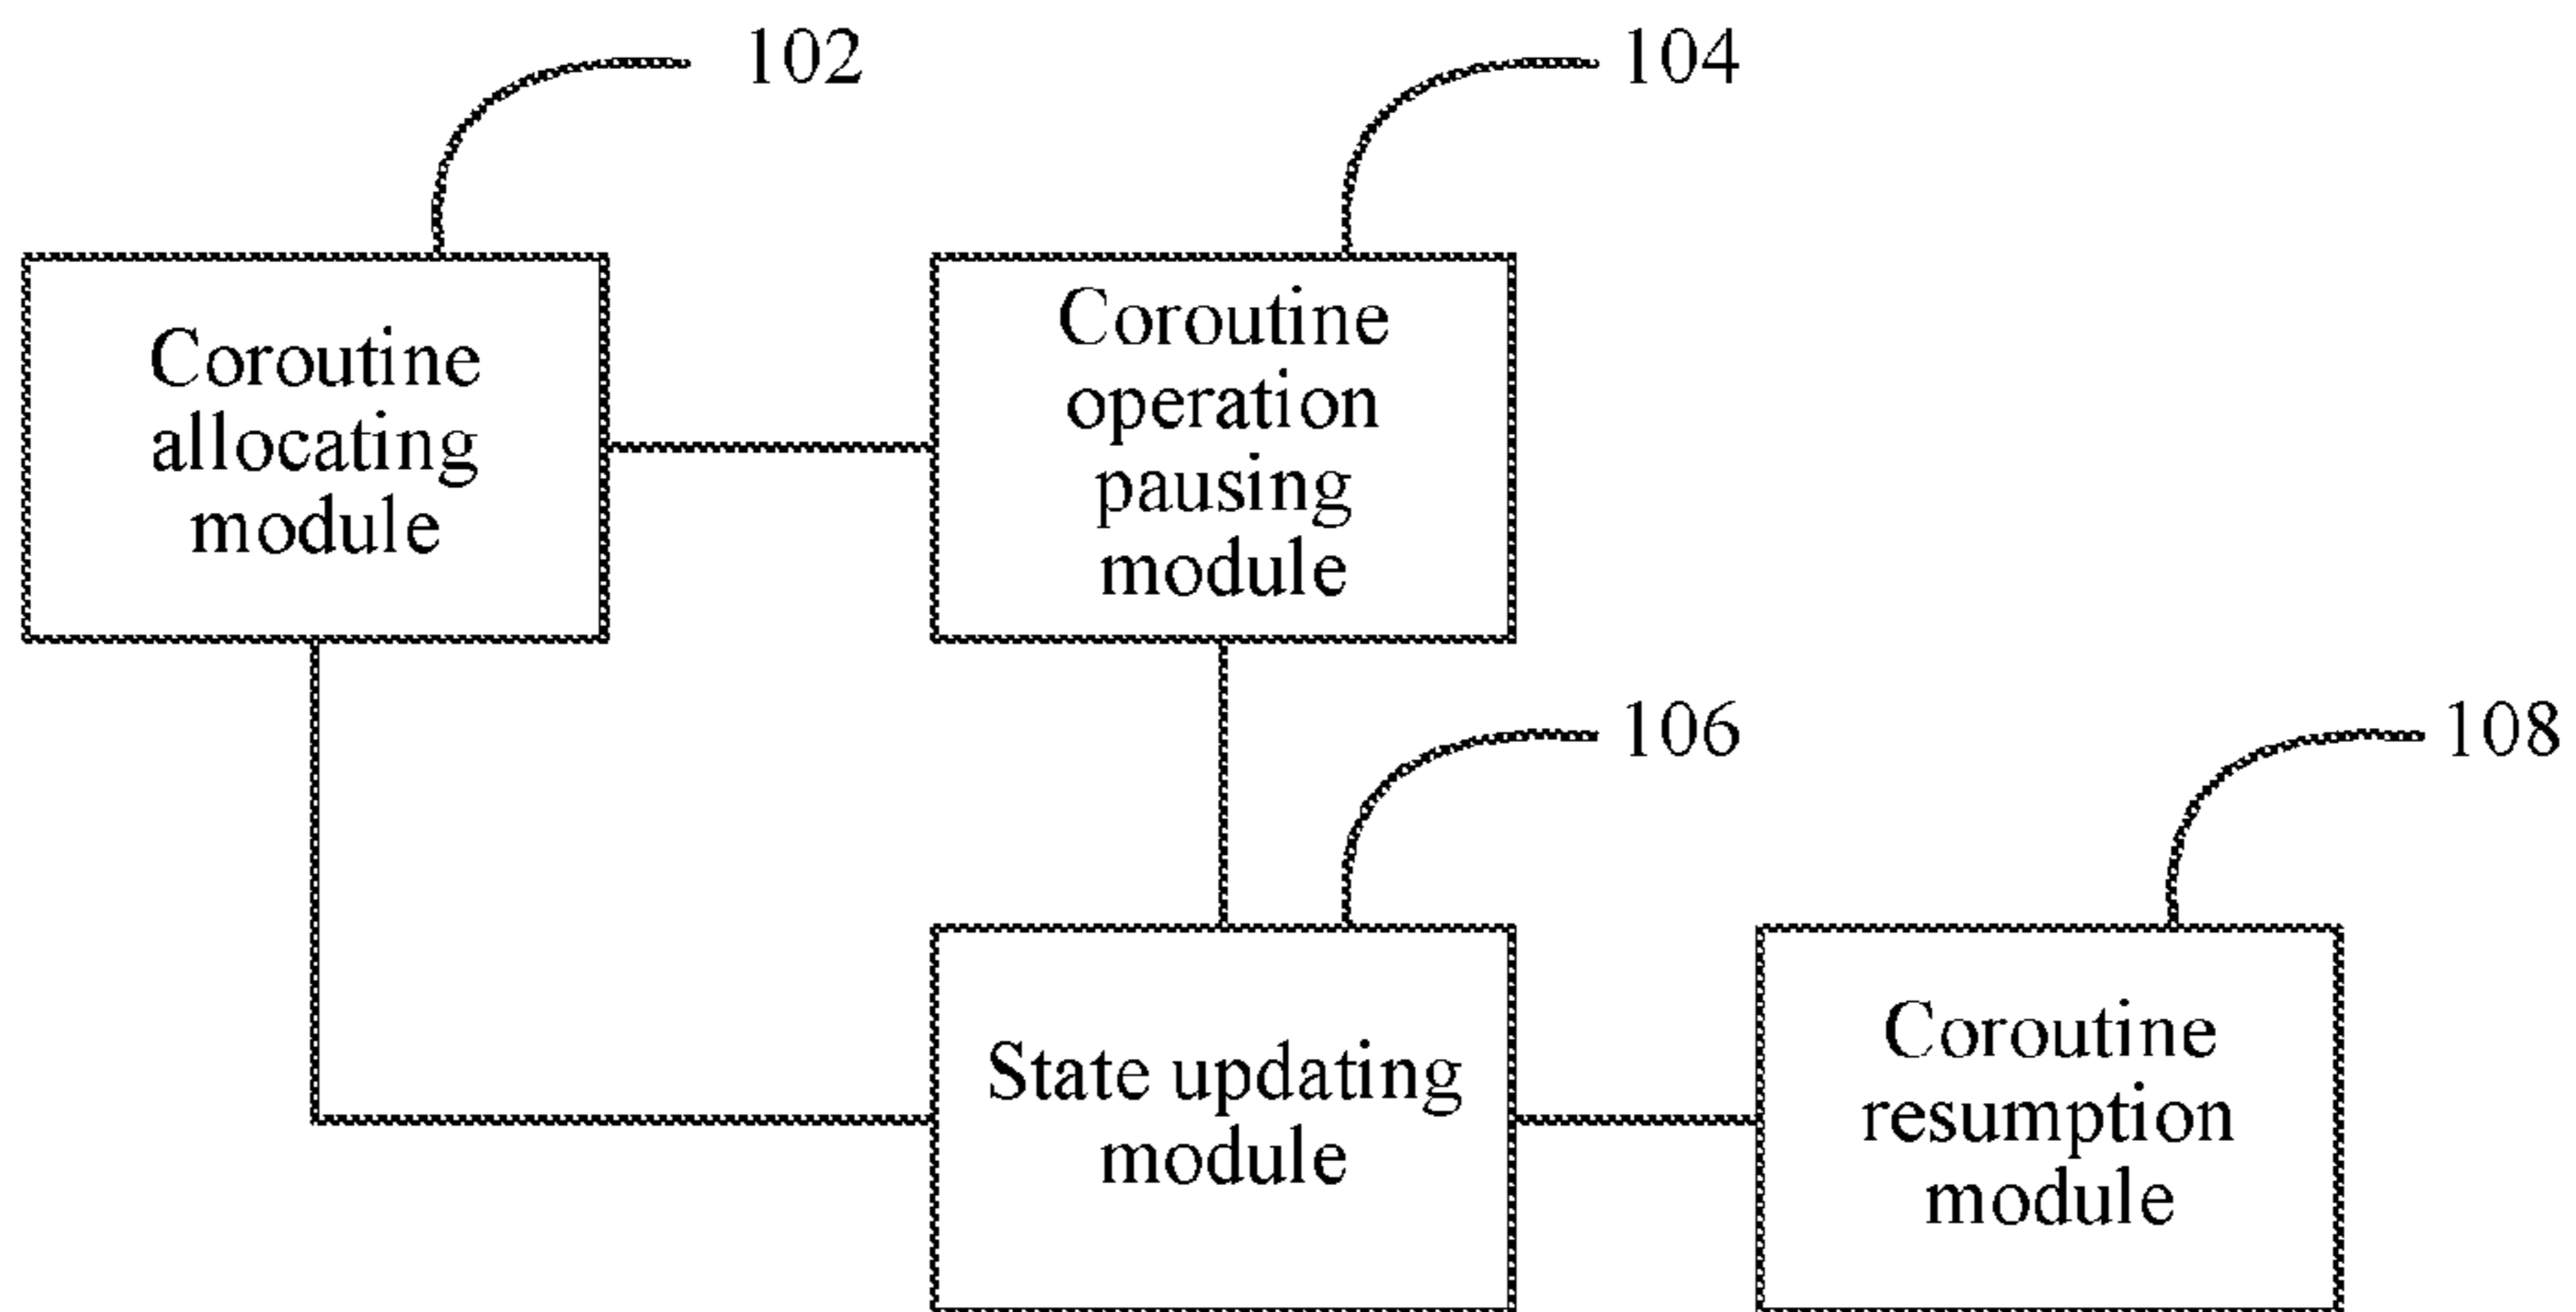 102
104
Coroutine
allocating
module
Coroutine
operation
pausing
module
106
108
State updating
module
Coroutine
resumption
module